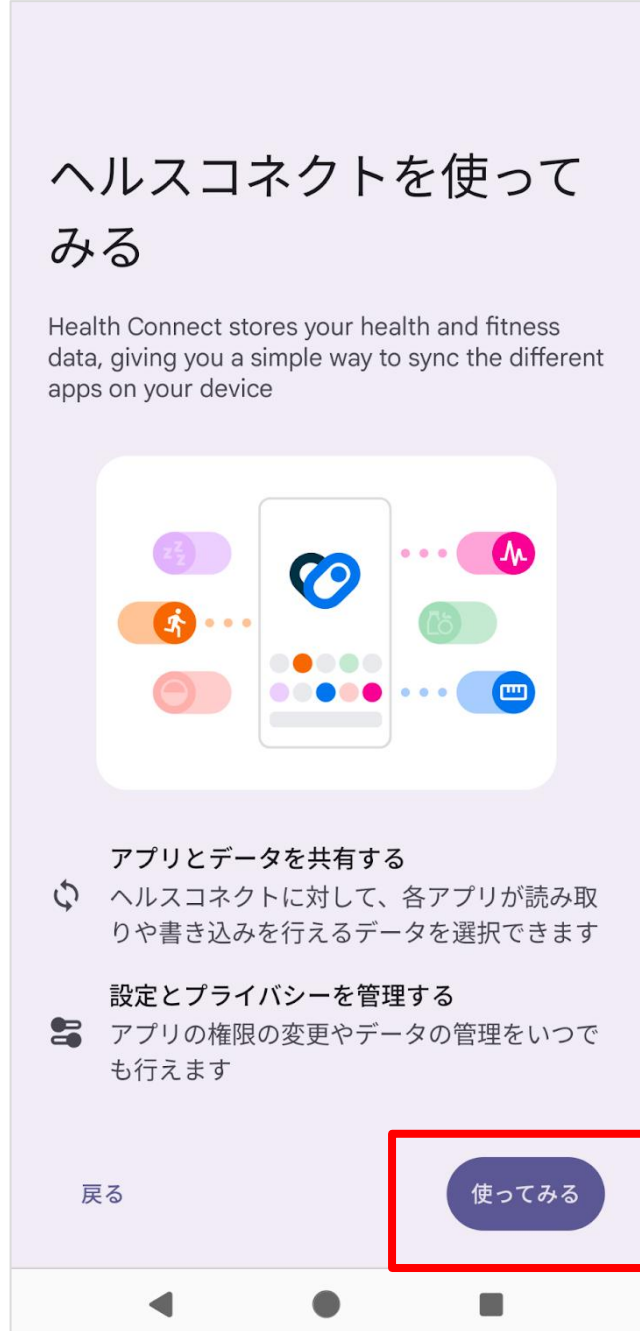 ヘルスコネクトを使って
みる
Health Connect stores your health and fitness
data, giving you a simple way to sync the different
apps on your device
zzz
アプリとデータを共有する
ヘルスコネクトに対して、各アプリが読み取
りや書き込みを行えるデータを選択できます
設定とプライバシーを管理する
アプリの権限の変更やデータの管理をいつで
も行えます
戻る
使ってみる